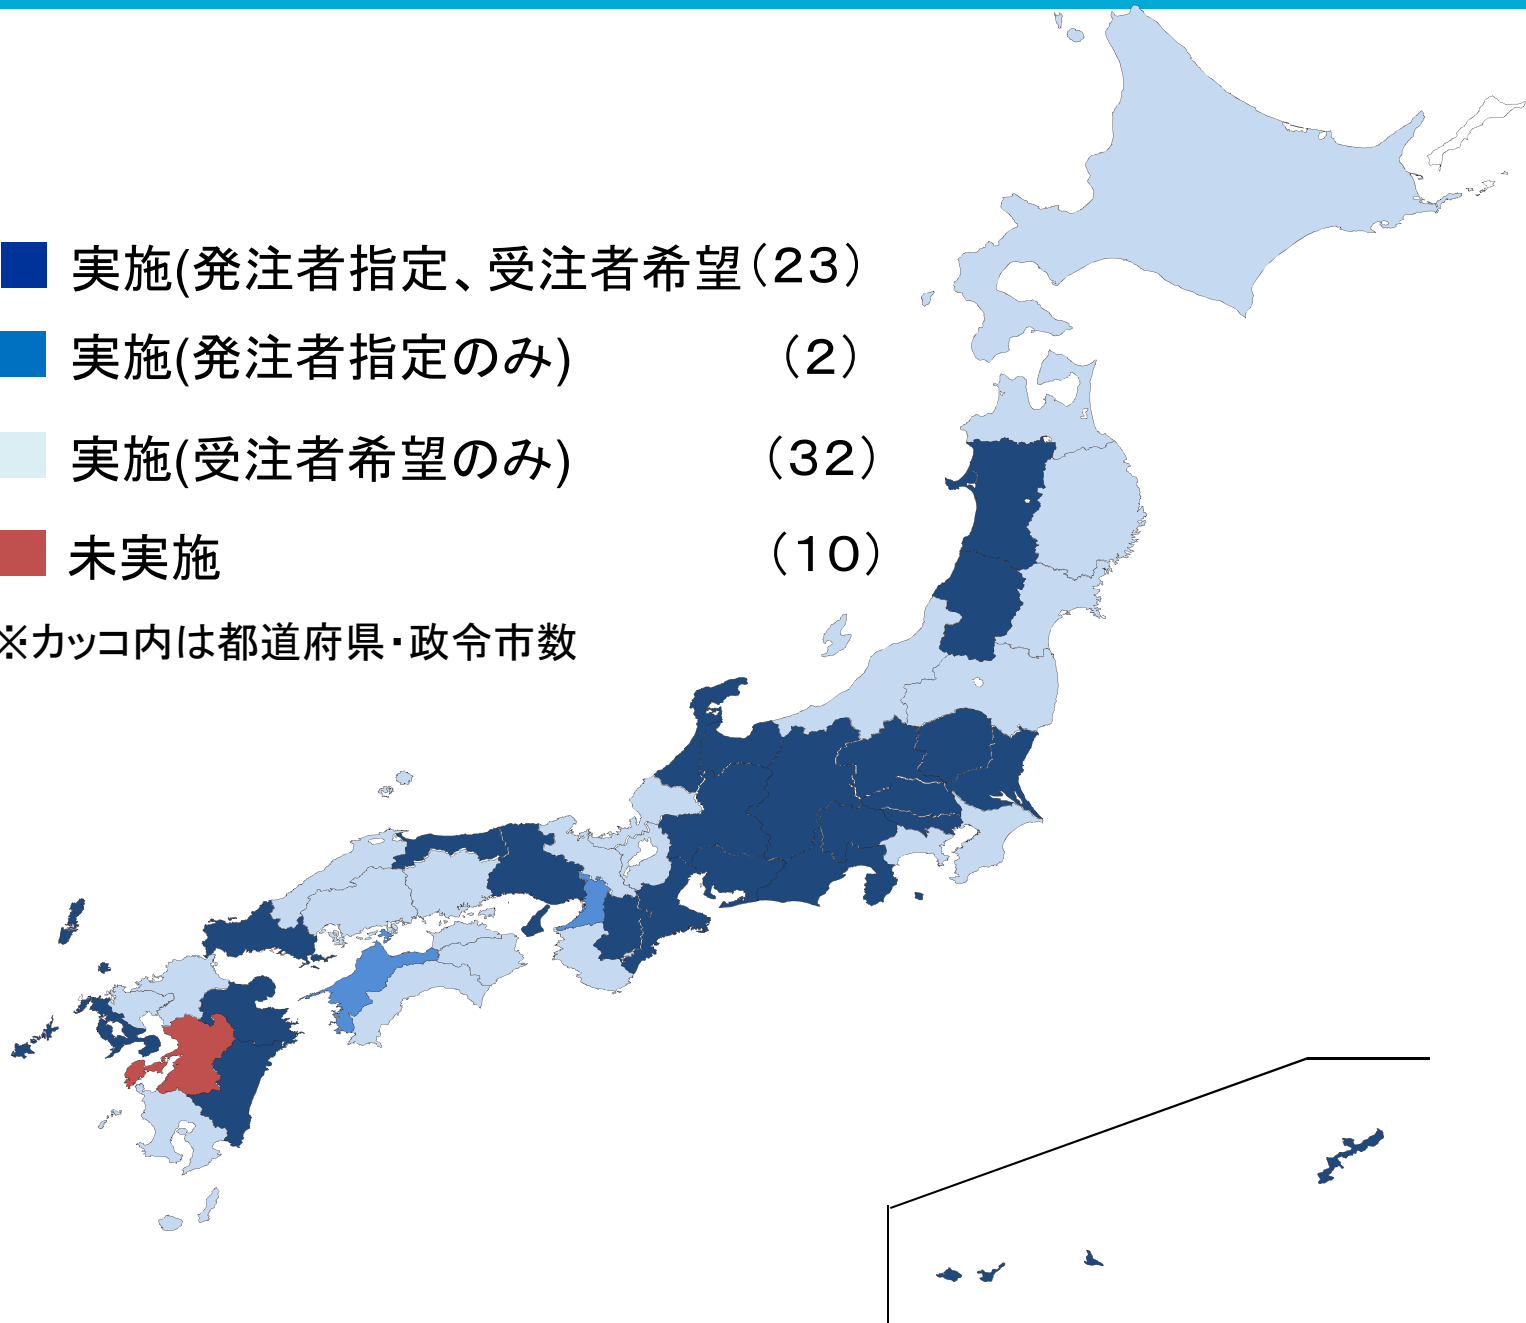 実施(発注者指定、受注者希望（23）
実施(発注者指定のみ)（2）
実施(受注者希望のみ)（32）
未実施（10）
※カッコ内は都道府県・政令市数